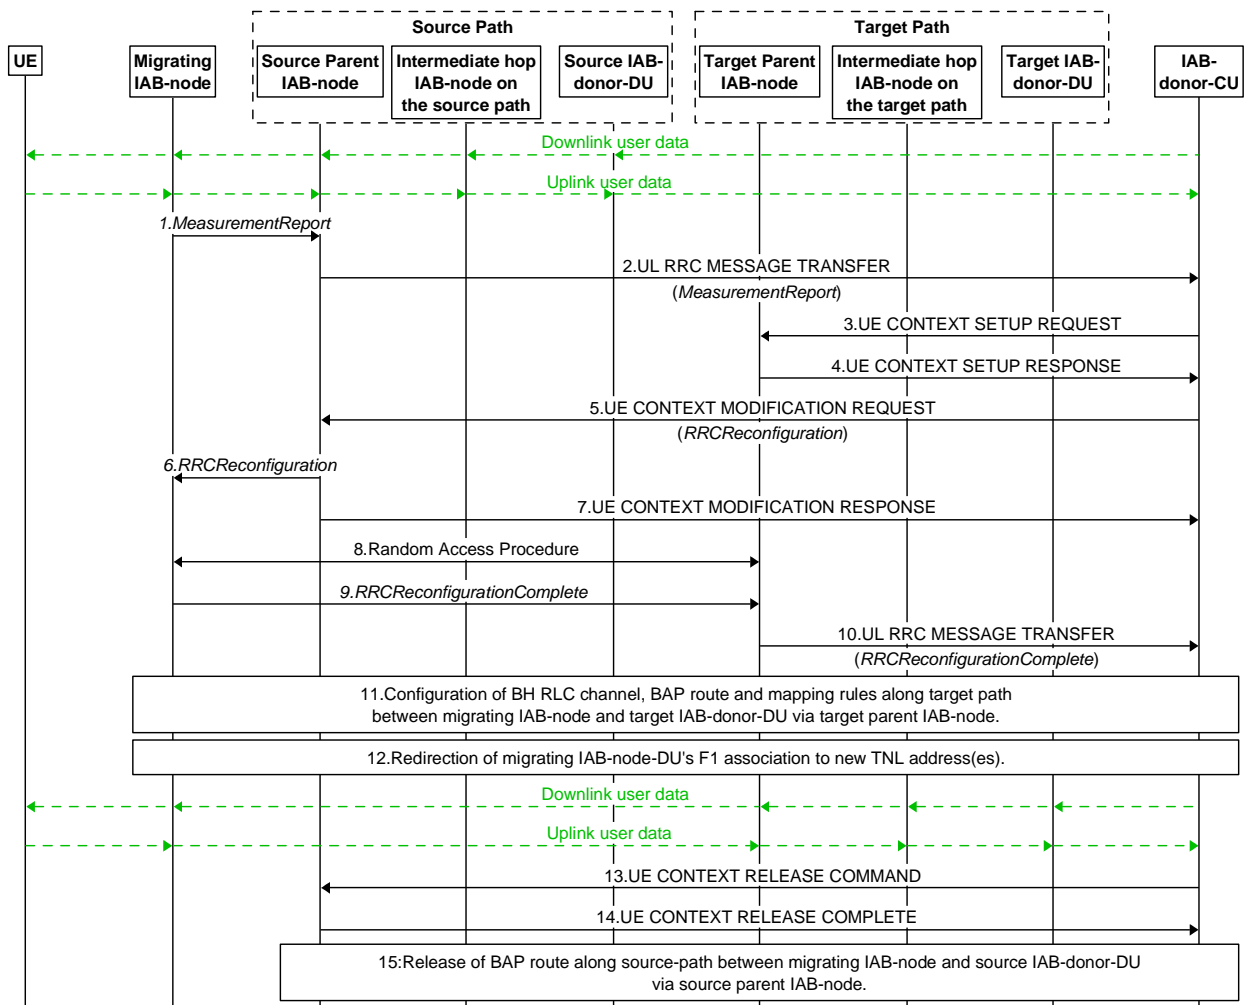 Source Path
Target Path
UE
Migrating
IAB-node
Source Parent
IAB-node
Intermediate hop
IAB-node on
the source path
Source IAB-
donor-DU
Target Parent
IAB-node
Intermediate hop
IAB-node on
the target path
Target IAB-
donor-DU
IAB-
donor-CU
Downlink user data
Uplink user data
1.MeasurementReport
2.UL RRC MESSAGE TRANSFER
(MeasurementReport)
3.UE CONTEXT SETUP REQUEST
4.UE CONTEXT SETUP RESPONSE
5.UE CONTEXT MODIFICATION REQUEST
(RRCReconfiguration)
6.RRCReconfiguration
7.UE CONTEXT MODIFICATION RESPONSE
8.Random Access Procedure
9.RRCReconfigurationComplete
10.UL RRC MESSAGE TRANSFER
(RRCReconfigurationComplete)
11.Configuration of BH RLC channel, BAP route and mapping rules along target path
between migrating IAB-node and target IAB-donor-DU via target parent IAB-node.
12.Redirection of migrating IAB-node-DU's F1 association to new TNL address(es).
Downlink user data
Uplink user data
13.UE CONTEXT RELEASE COMMAND
14.UE CONTEXT RELEASE COMPLETE
15:Release of BAP route along source-path between migrating IAB-node and source IAB-donor-DU
via source parent IAB-node.